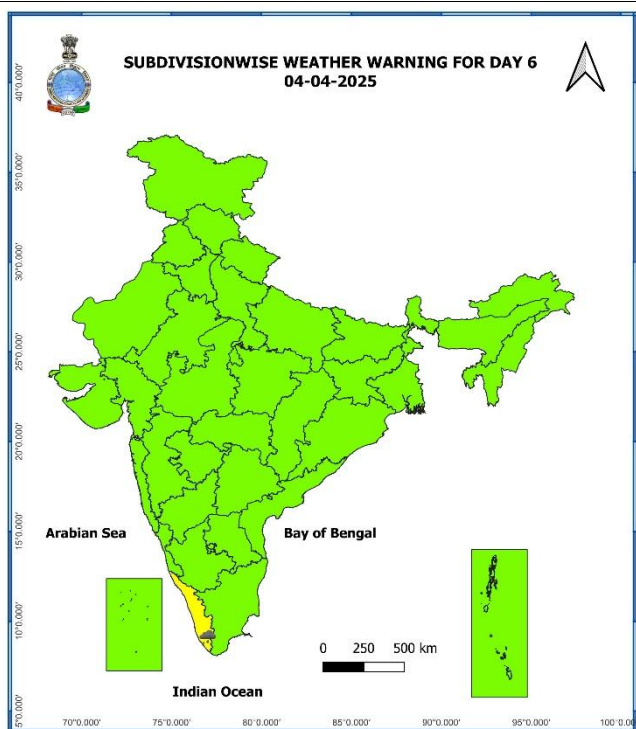 SUBDIVISIONWISE WEATHER WARNING FOR DAY 6
04-04-2025
40°0.000'
35°0.000'
30°0.000'
25°0.000'
20°0.000'
15°0.000'
10°0.000'
5°0.000'
Arabian Sea
Bay of Bengal
0 250 500 km
Indian Ocean
70°0.000' 75°0.000' 80°0.000' 85°0.000' 90°0.000' 95°0.000' 100°0.0